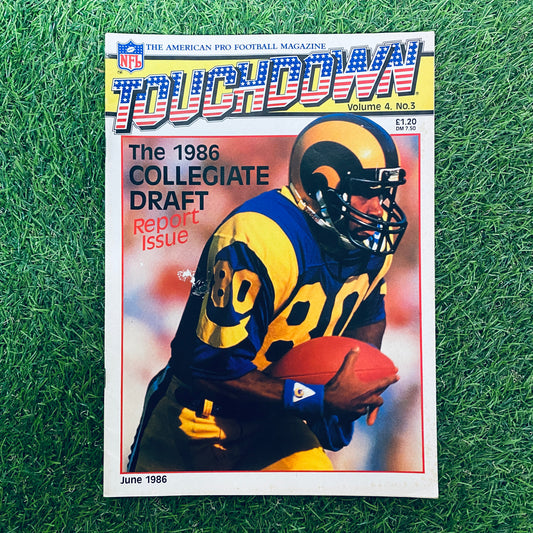 NFL
THE AMERICAN PRO FOOTBALL MAGAZINE
TOUCHDOWN
Volume 4, No.3
£1.20
DM 7.50
The 1986
COLLEGIATE
DRAFT
Report
Issue
80
80
June 1986